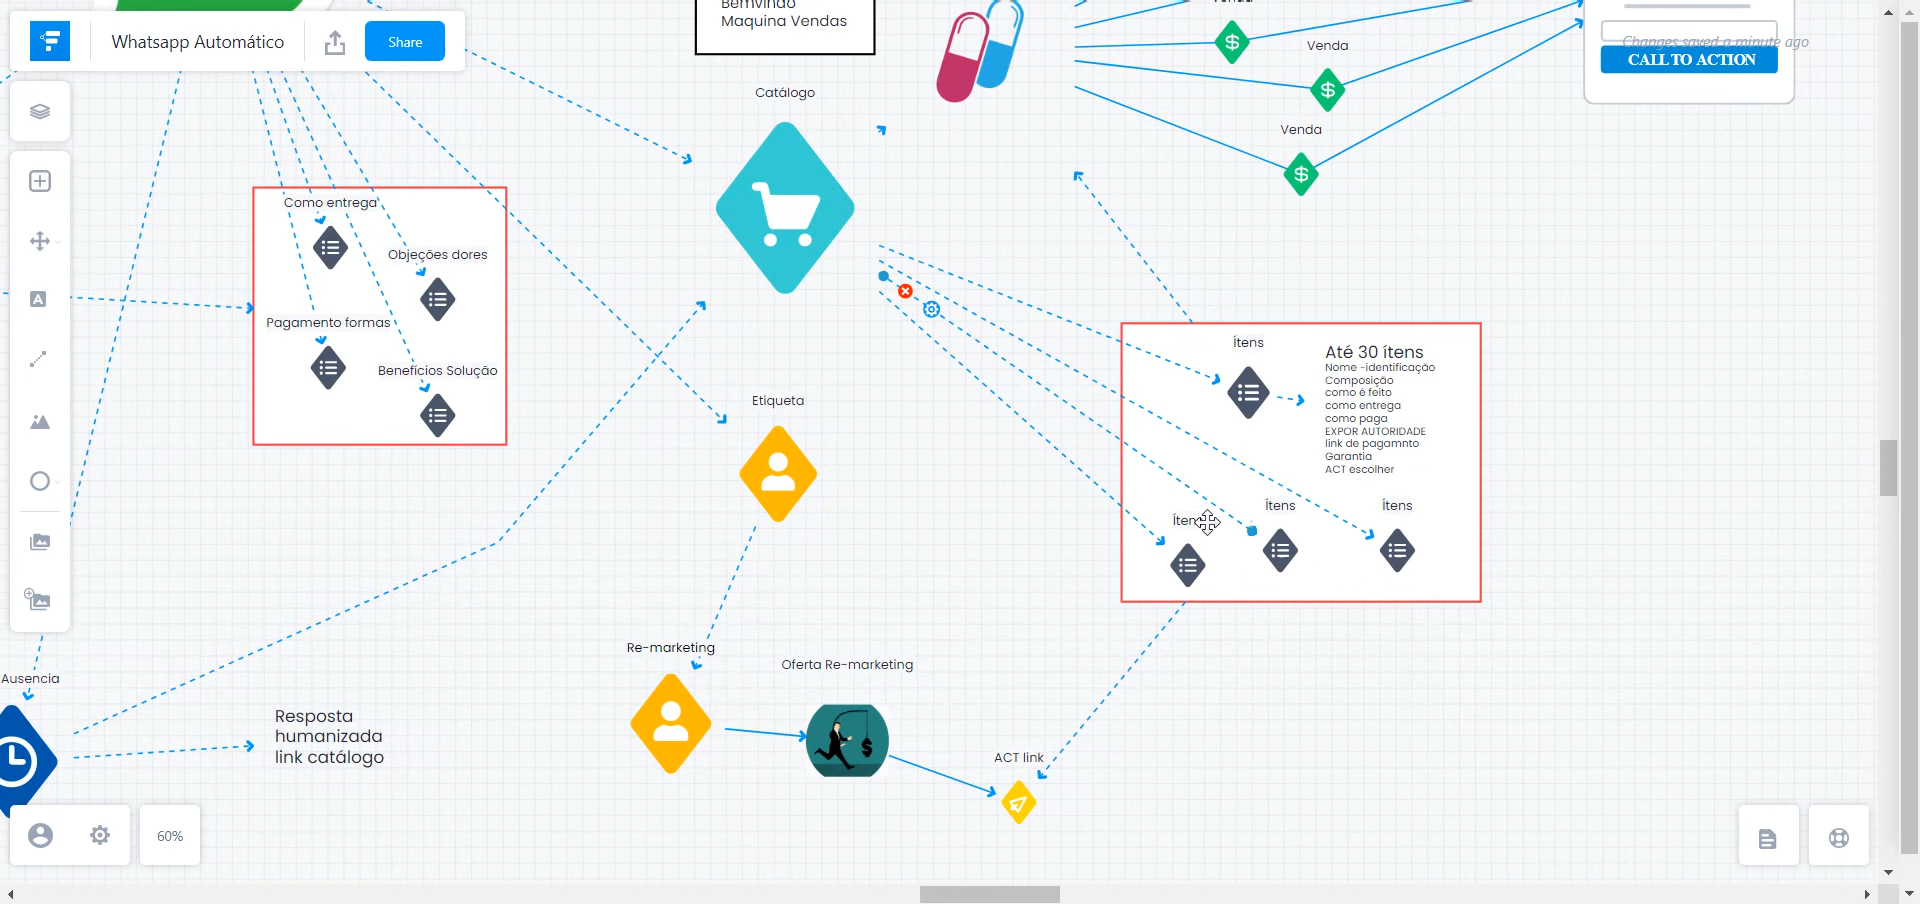 Whatsapp Automático
Share
Bemvindo
Maquina Vendas
Venda
Venda
Changes saved a minute ago
CALL TO ACTION
Catálogo
Venda
Como entrega
Objeções dores
Pagamento formas
Benefícios Solução
Ítens
Até 30 ítens
Nome -identificação
Composição
como é feito
como entrega
como paga
EXPOR AUTORIDADE
link de pagamnto
Garantia
ACT escolher
Etiqueta
Ítens
Ítens
Ítens
Re-marketing
Oferta Re-marketing
Ausencia
Resposta
humanizada
link catálogo
ACT link
60%